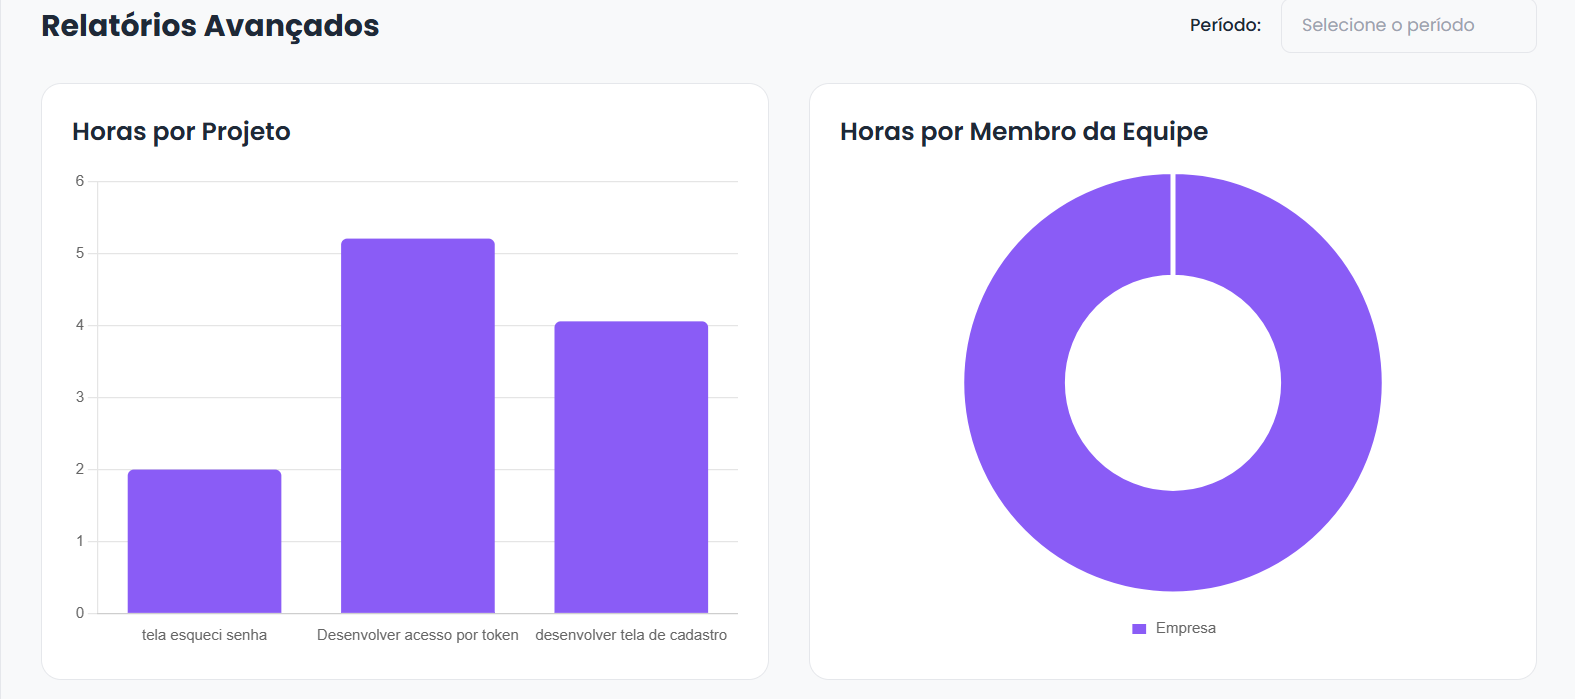 Relatórios Avançados
Período:
Selecione o período
Horas por Projeto
6
5
4
3
2
1
0
tela esqueci senha
Desenvolver acesso por token
desenvolver tela de cadastro
Horas por Membro da Equipe
Empresa